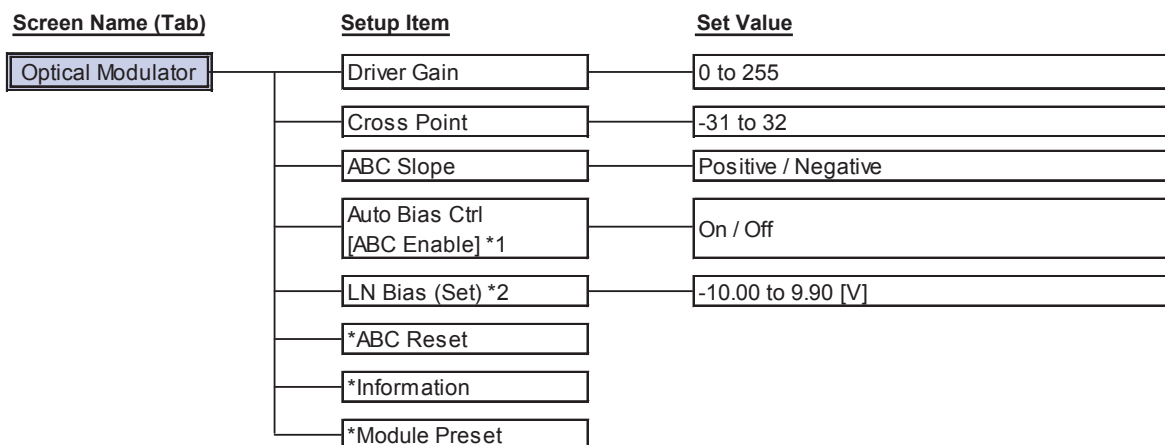 Screen Name (Tab) Setup Item Set Value
Optical Modulator Driver Gain 0 to 255
Cross Point -31 to 32
ABC Slope Positive / Negative
Auto Bias Ctrl
[ABC Enable] *1 On / Off
LN Bias (Set) *2 -10.00 to 9.90 [V]
*ABC Reset
*Information
*Module Preset